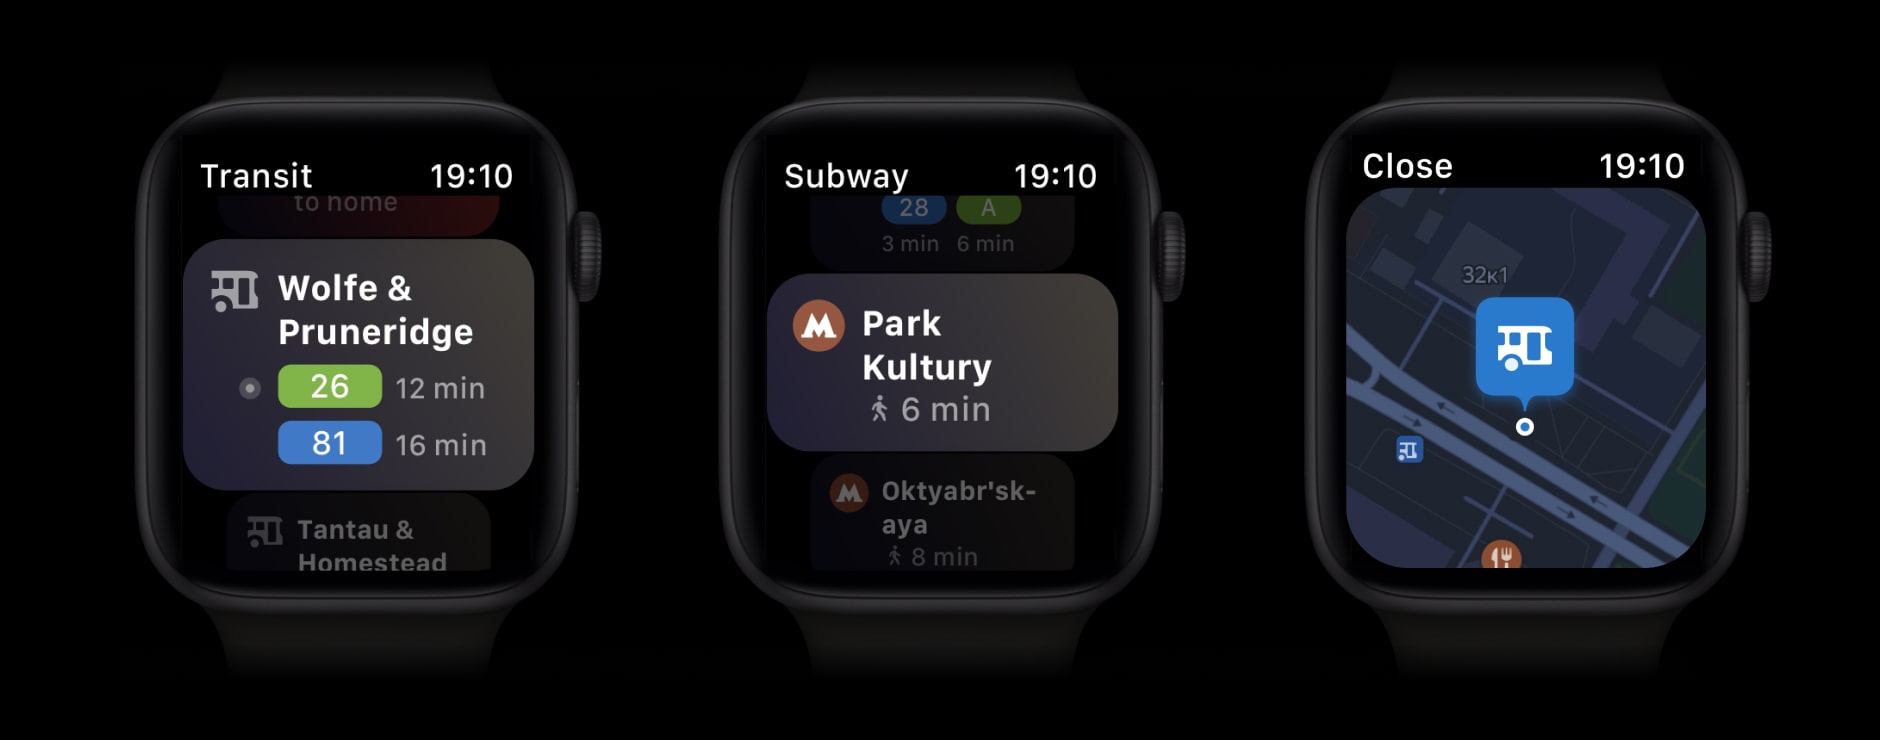 Transit 19:10
to home
Wolfe &
Pruneridge
26 12 min
81 16 min
Tantau &
Homestead
Subway 19:10
28 A
3 min 6 min
Park
Kultury
6 min
Oktyabr'sk-
aya
8 min
Close 19:10
32к1